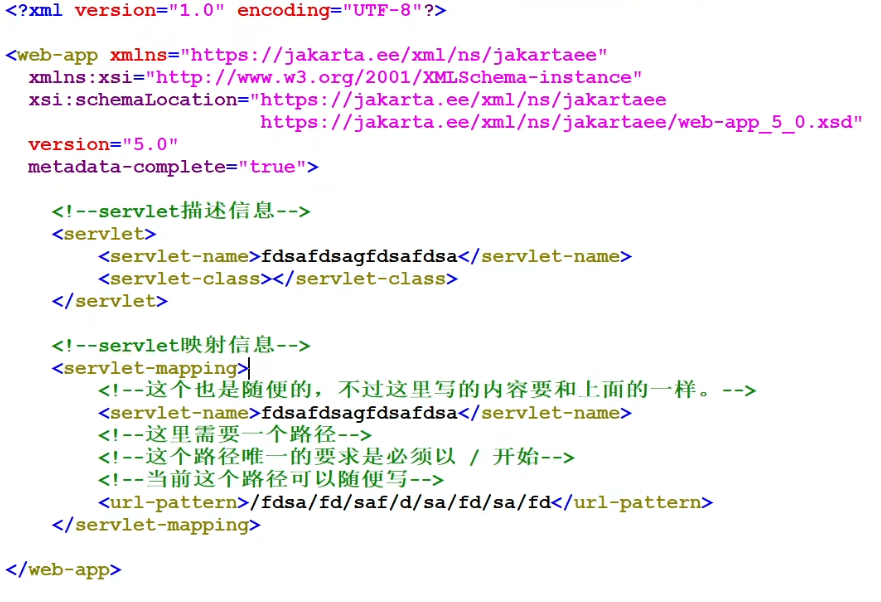 <?xml version="1.0" encoding="UTF-8"?>
<web-app xmlns="https://jakarta.ee/xml/ns/jakartaee"
xmlns:xsi="http://www.w3.org/2001/XMLSchema-instance"
xsi:schemaLocation="https://jakarta.ee/xml/ns/jakartaee
https://jakarta.ee/xml/ns/jakartaee/web-app_5_0.xsd"
version="5.0"
metadata-complete="true">
<!--servlet描述信息-->
<servlet>
<servlet-name>fdsafdsagfdsafdsa</servlet-name>
<servlet-class></servlet-class>
</servlet>
<!--servlet映射信息-->
<servlet-mapping>
<!--这个也是随便的，不过这里写的内容要和上面的一样。-->
<servlet-name>fdsafdsagfdsafdsa</servlet-name>
<!--这里需要一个路径-->
<!--这个路径唯一的要求是必须以 / 开始-->
<!--当前这个路径可以随便写-->
<url-pattern>/fdsa/fd/saf/d/sa/fd/sa/fd</url-pattern>
</servlet-mapping>
</web-app>